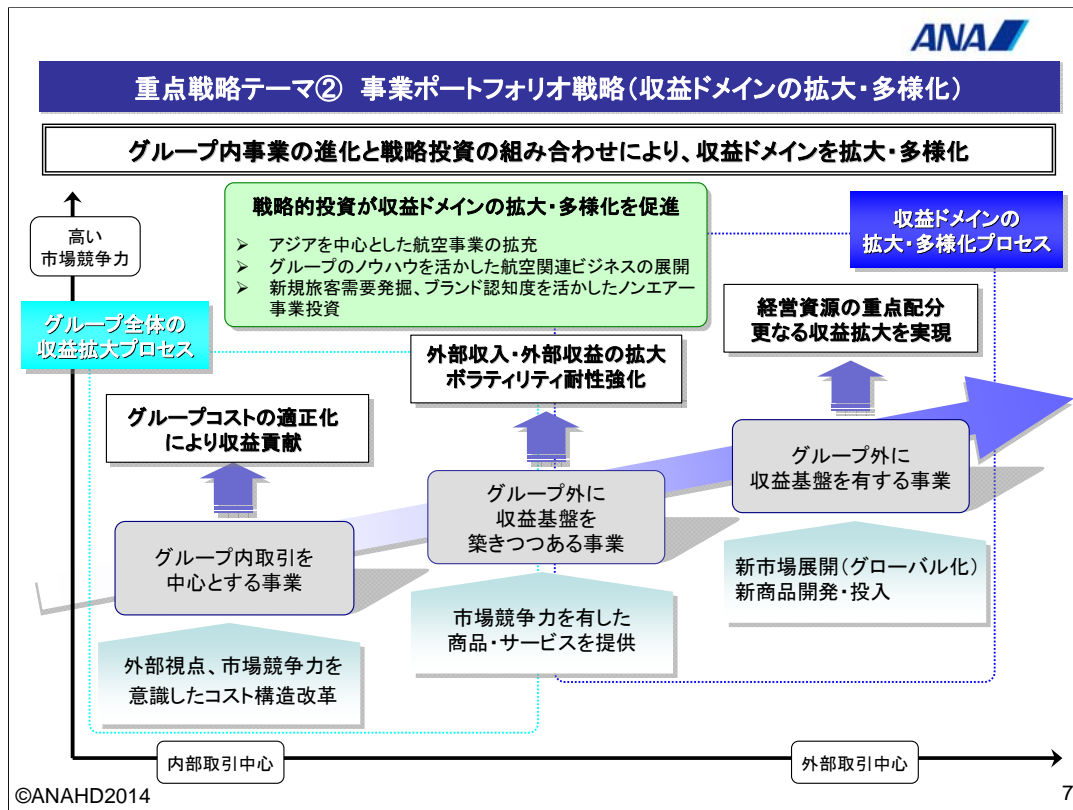 ANA
重点戦略テーマ② 事業ポートフォリオ戦略(収益ドメインの拡大・多様化)
グループ内事業の進化と戦略投資の組み合わせにより、収益ドメインを拡大・多様化
高い
市場競争力
戦略的投資が収益ドメインの拡大・多様化を促進
➢ アジアを中心とした航空事業の拡充
➢ グループのノウハウを活かした航空関連ビジネスの展開
➢ 新規旅客需要発掘、ブランド認知度を活かしたノンエアー
事業投資
収益ドメインの
拡大・多様化プロセス
グループ全体の
収益拡大プロセス
経営資源の重点配分
更なる収益拡大を実現
外部収入・外部収益の拡大
ボラティリティ耐性強化
グループコストの適正化
により収益貢献
グループ外に
収益基盤を有する事業
グループ外に
収益基盤を
築きつつある事業
グループ内取引を
中心とする事業
新市場展開(グローバル化)
新商品開発・投入
市場競争力を有した
商品・サービスを提供
外部視点、市場競争力を
意識したコスト構造改革
内部取引中心
外部取引中心
©ANAHD2014
7